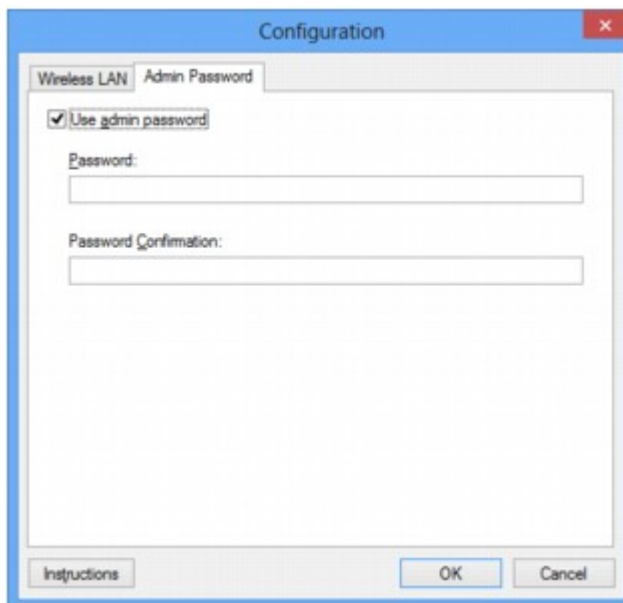 Configuration
Wireless LAN Admin Password
Use admin password
Password:
Password Confirmation:
Instructions OK Cancel